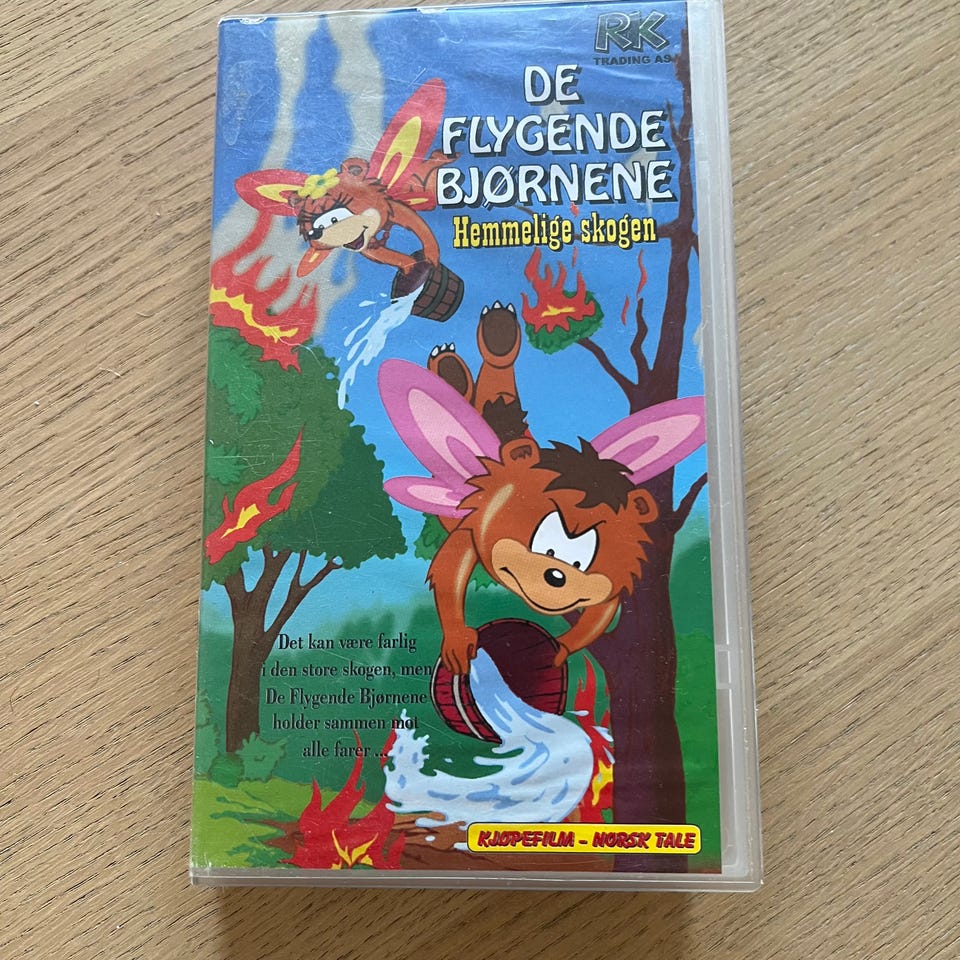 RK
TRADING AS
DE
FLYGENDE
BJØRNENE
Hemmelige skogen
Det kan være farlig
i den store skogen, men
De Flygende Bjørnene
holder sammen mot
alle farer ...
KJØPEFILM - NORSK TALE